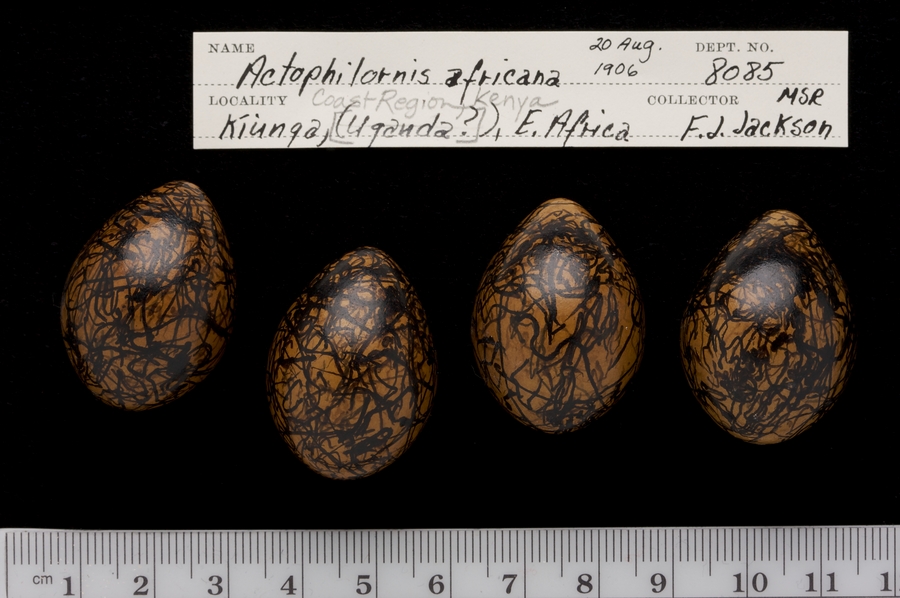 NAME 20 Aug. DEPT. NO.
Actophilornis africana 1906 8085
LOCALITY Coast Region, Kenya COLLECTOR MSR
Kiunga, [(Uganda?)], E. Africa F.J. Jackson
cm 1 2 3 4 5 6 7 8 9 10 11 1